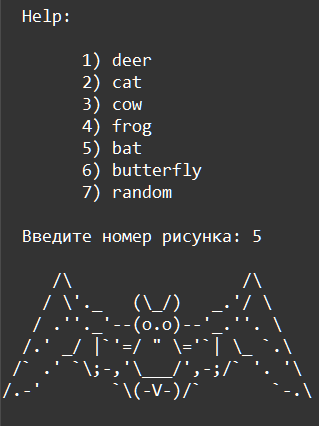 Help:
1) deer
2) cat
3) cow
4) frog
5) bat
6) butterfly
7) random
Введите номер рисунка: 5
     /\                 /\
    / \'._   (\_/)   _.'/ \
   / .''._'--(o.o)--'_.''. \
  /.' _/ |`'=/ " \='`| \_ `.\
 /` .' `\;-,'\___/',-;/` '. '\
/.-'       `\(-V-)/`       `-.\